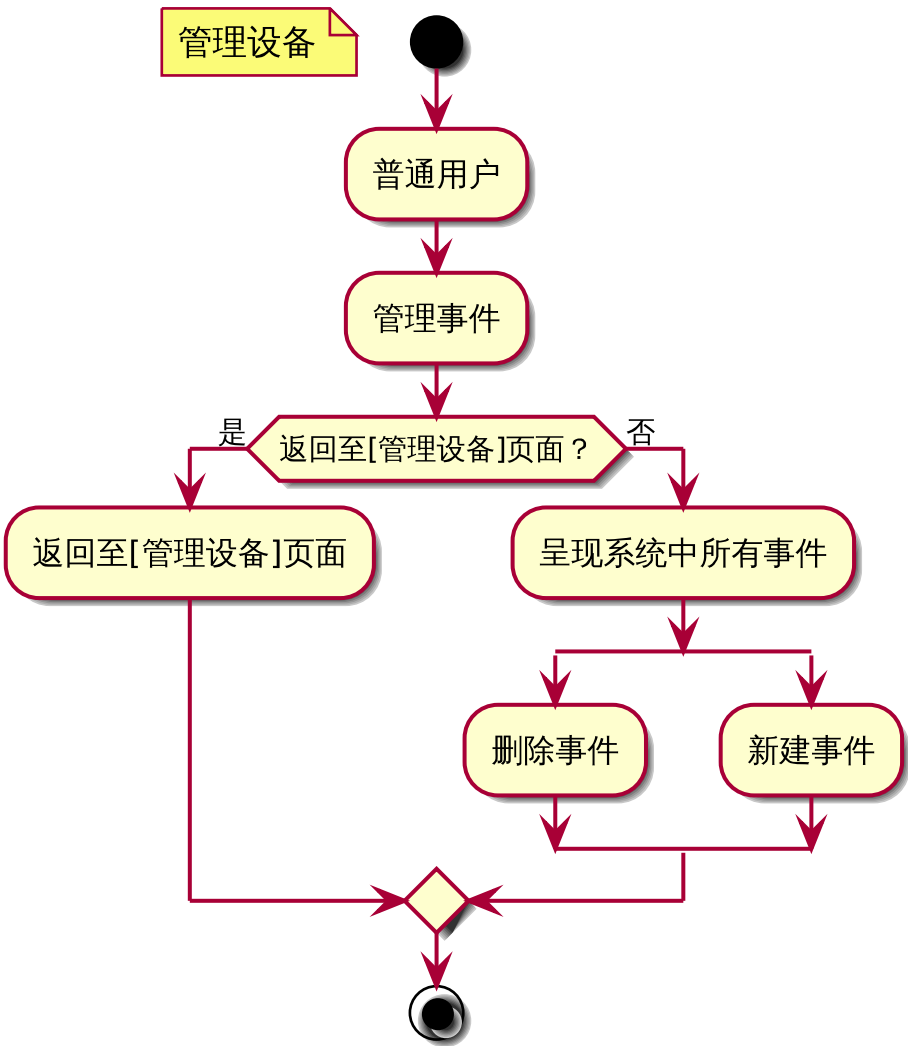 管理设备
普通用户
管理事件
返回至[管理设备]页面？
是
否
返回至[管理设备]页面
呈现系统中所有事件
删除事件
新建事件